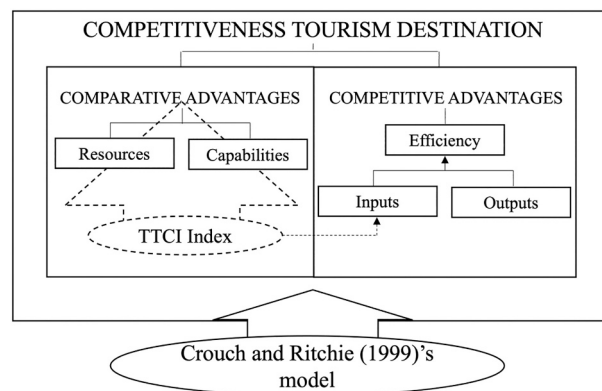 COMPETITIVENESS TOURISM DESTINATION
COMPARATIVE ADVANTAGES
Resources
Capabilities
TTCI Index
COMPETITIVE ADVANTAGES
Efficiency
Inputs
Outputs
Crouch and Ritchie (1999)'s
model